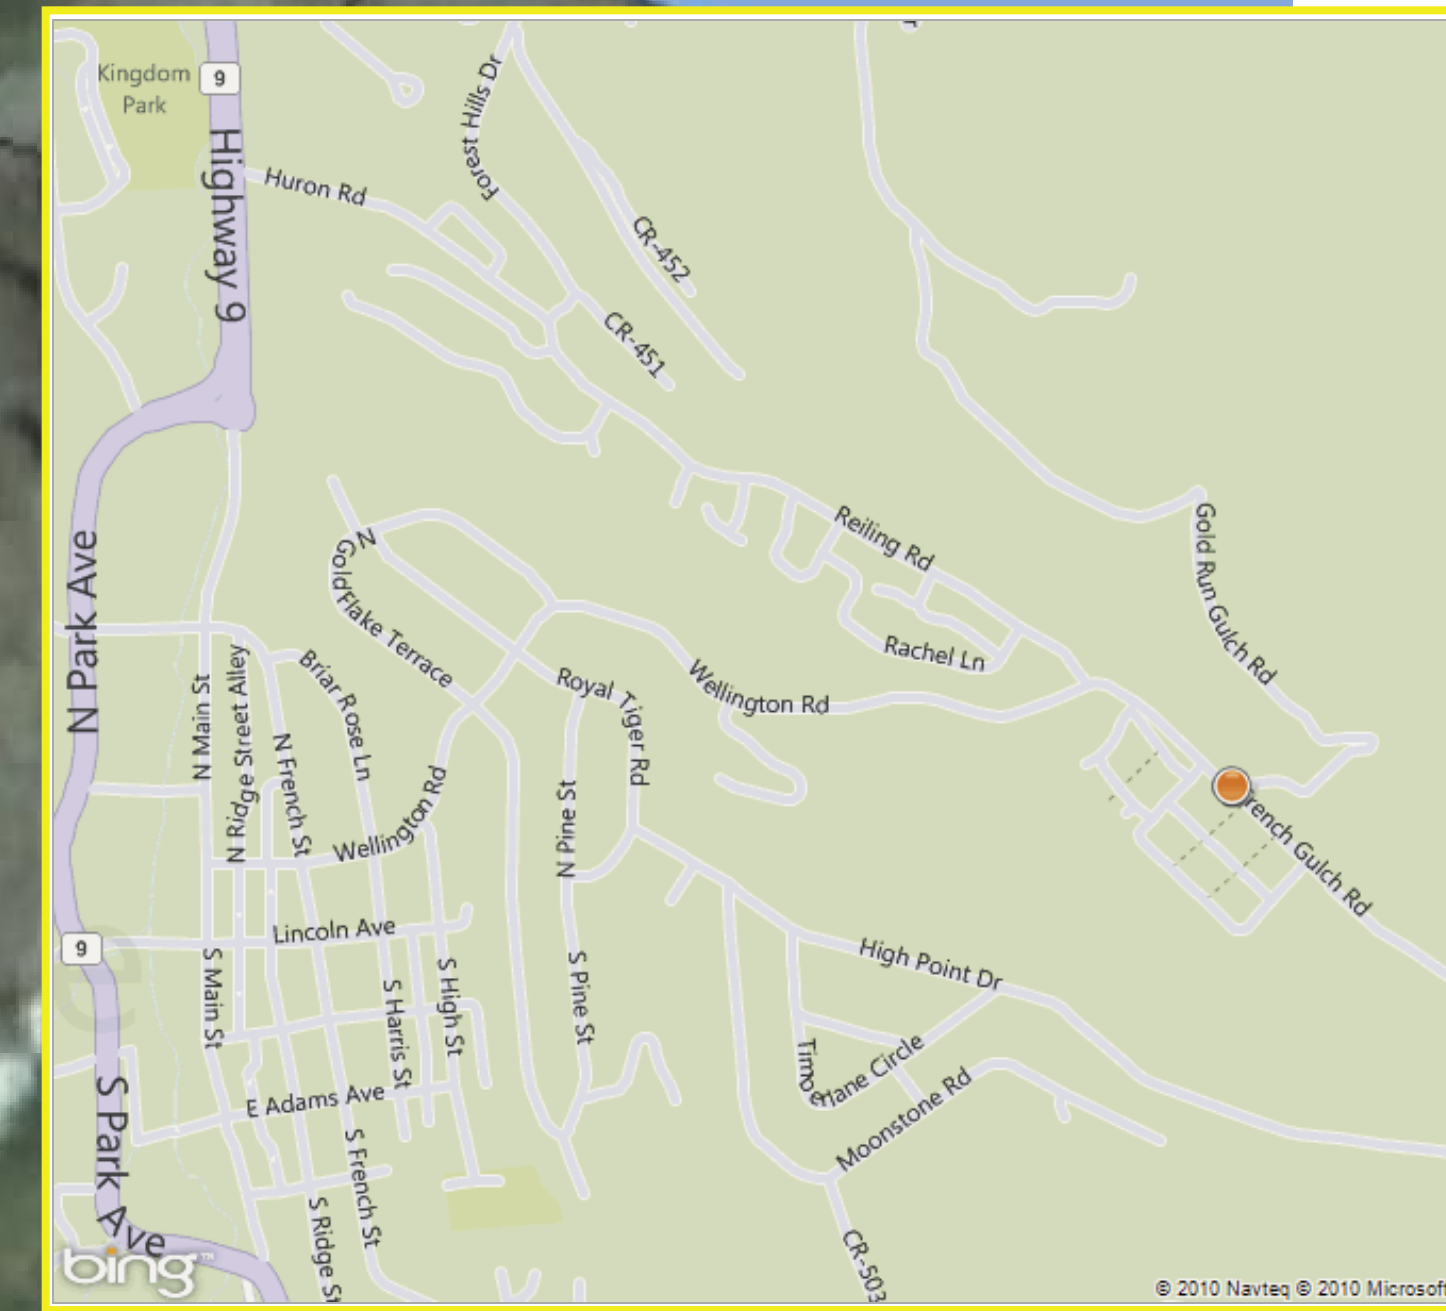 Kingdom
Park
9
Highway 9
Huron Rd
Forest Hills Dr
CR-452
CR-451
N Park Ave
N
Gold Flake Terrace
Reiling Rd
Gold Run Gulch Rd
Rachel Ln
Wellington Rd
Royal Tiger Rd
Briar Rose Ln
N Main St
N Ridge Street Alley
N French St
Wellington Rd
N Pine St
French Gulch Rd
9
Lincoln Ave
S Main St
S Harris St
S High St
S Pine St
High Point Dr
Moonstone Rd
E Adams Ave
S Park Ave
S French St
S Ridge St
CR-503
bing™
© 2010 Navteq © 2010 Microsoft